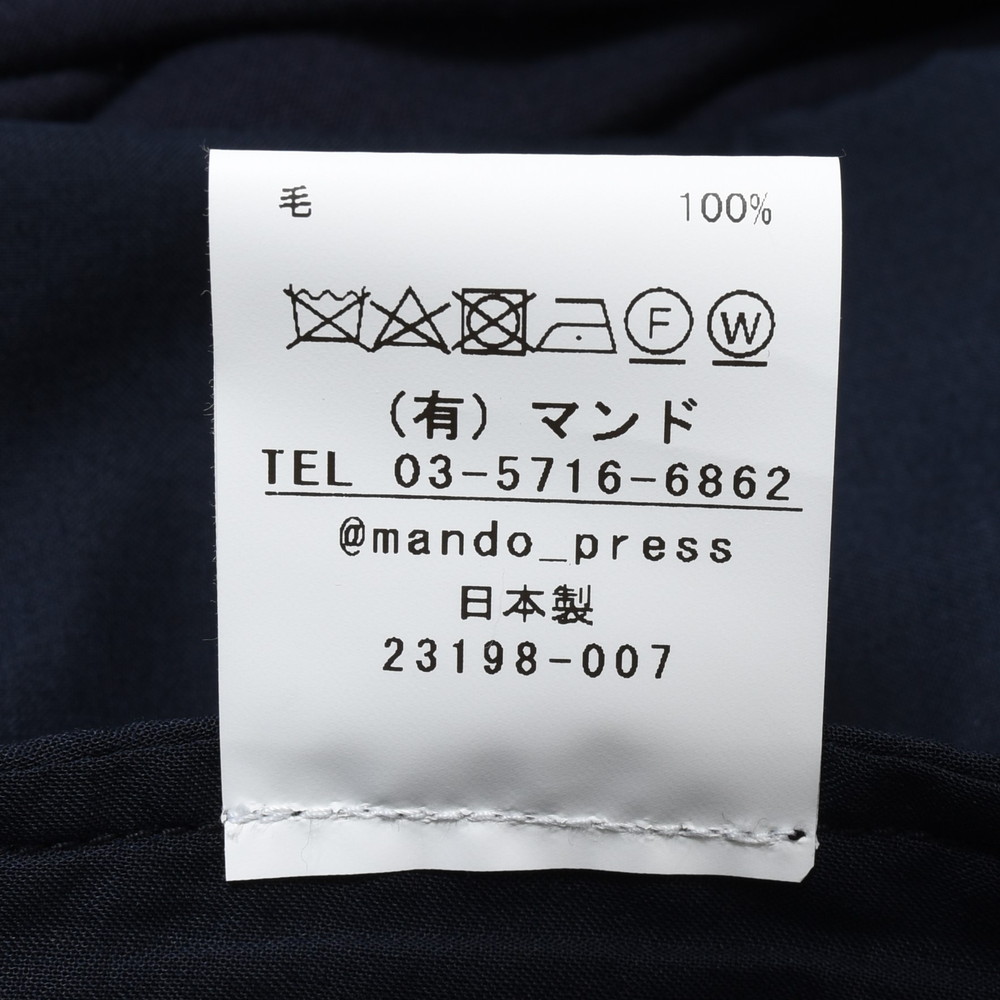 毛 100%
F W
（有）マンド
TEL 03-5716-6862
@mando_press
日本製
23198-007